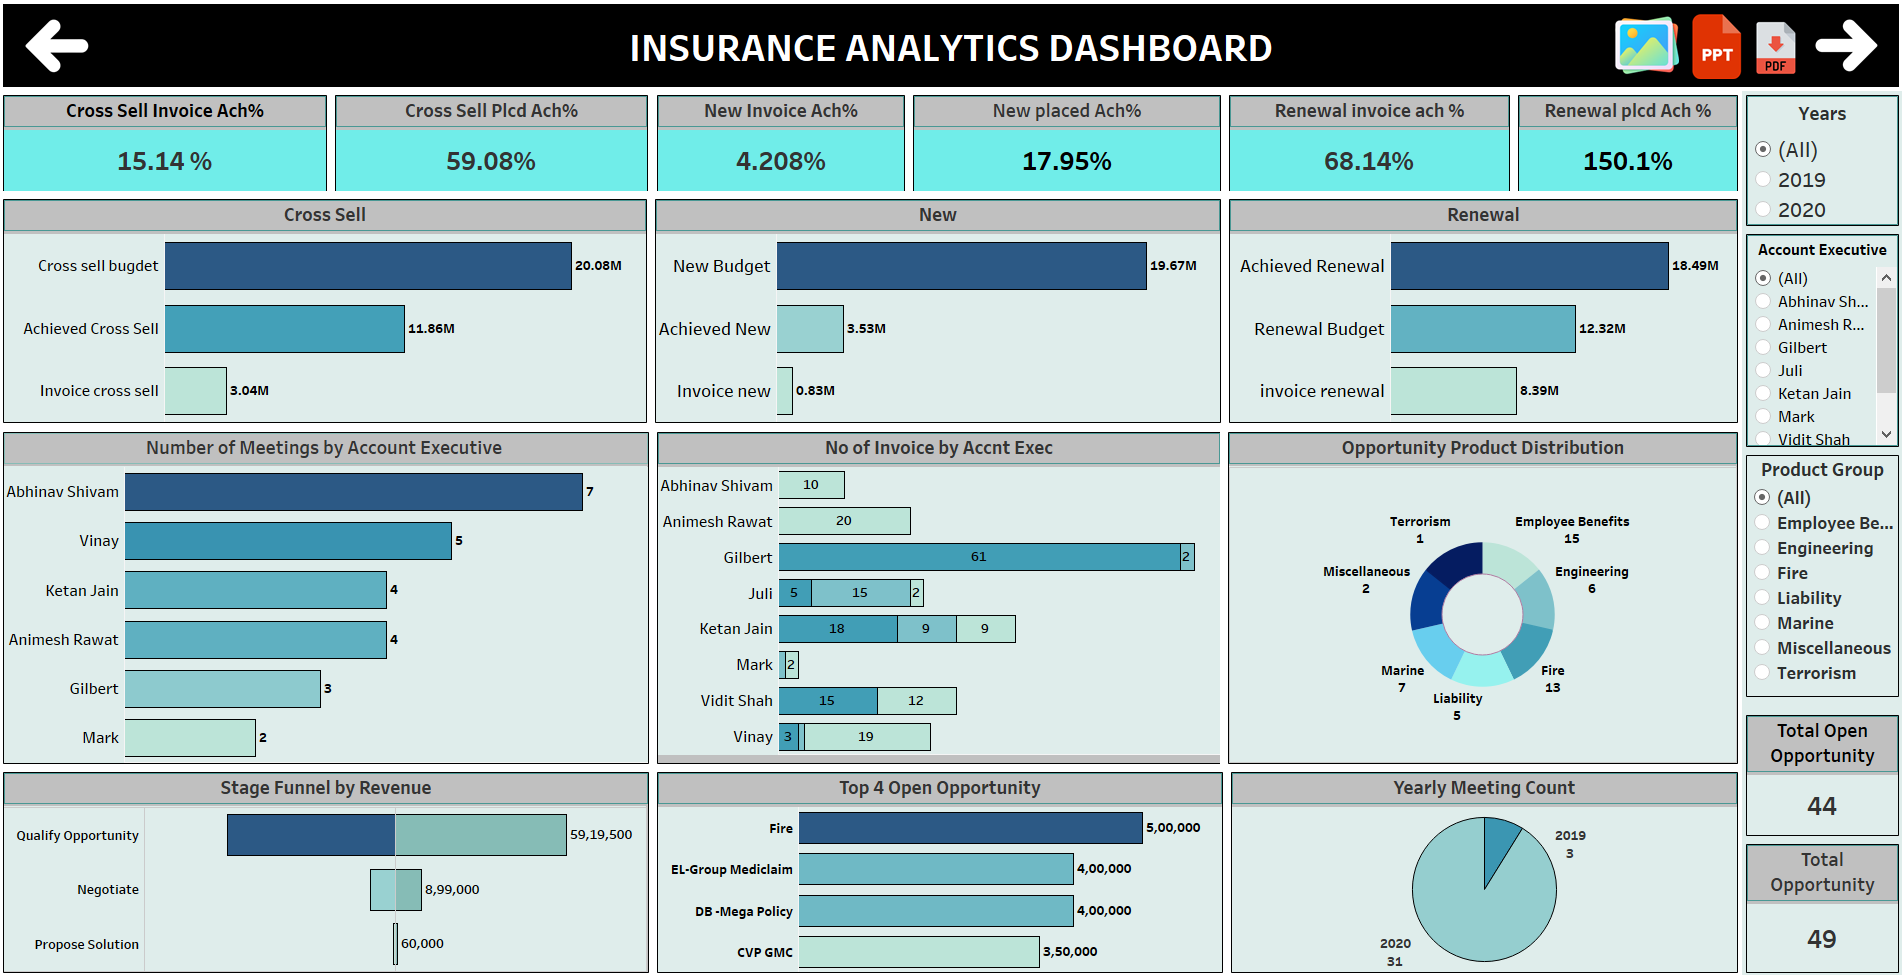 INSURANCE ANALYTICS DASHBOARD
PPT
PDF
Cross Sell Invoice Ach%
15.14 %
Cross Sell Plcd Ach%
59.08%
New Invoice Ach%
4.208%
New placed Ach%
17.95%
Renewal invoice ach %
68.14%
Renewal plcd Ach %
150.1%
Years
(All)
2019
2020
Cross Sell
Cross sell bugdet
20.08M
Achieved Cross Sell
11.86M
Invoice cross sell
3.04M
New
New Budget
19.67M
Achieved New
3.53M
Invoice new
0.83M
Renewal
Achieved Renewal
18.49M
Renewal Budget
12.32M
invoice renewal
8.39M
Account Executive
(All)
Abhinav Sh...
Animesh R...
Gilbert
Juli
Ketan Jain
Mark
Vidit Shah
Number of Meetings by Account Executive
Abhinav Shivam
7
Vinay
5
Ketan Jain
4
Animesh Rawat
4
Gilbert
3
Mark
2
No of Invoice by Accnt Exec
Abhinav Shivam
10
Animesh Rawat
20
Gilbert
61
2
Juli
5
15
2
Ketan Jain
18
9
9
Mark
2
Vidit Shah
15
12
Vinay
3
19
Opportunity Product Distribution
Terrorism
1
Employee Benefits
15
Miscellaneous
2
Engineering
6
Marine
7
Fire
13
Liability
5
Product Group
(All)
Employee Be...
Engineering
Fire
Liability
Marine
Miscellaneous
Terrorism
Stage Funnel by Revenue
Qualify Opportunity
59,19,500
Negotiate
8,99,000
Propose Solution
60,000
Top 4 Open Opportunity
Fire
5,00,000
EL-Group Mediclaim
4,00,000
DB -Mega Policy
4,00,000
CVP GMC
3,50,000
Yearly Meeting Count
2019
3
2020
31
Total Open
Opportunity
44
Total
Opportunity
49